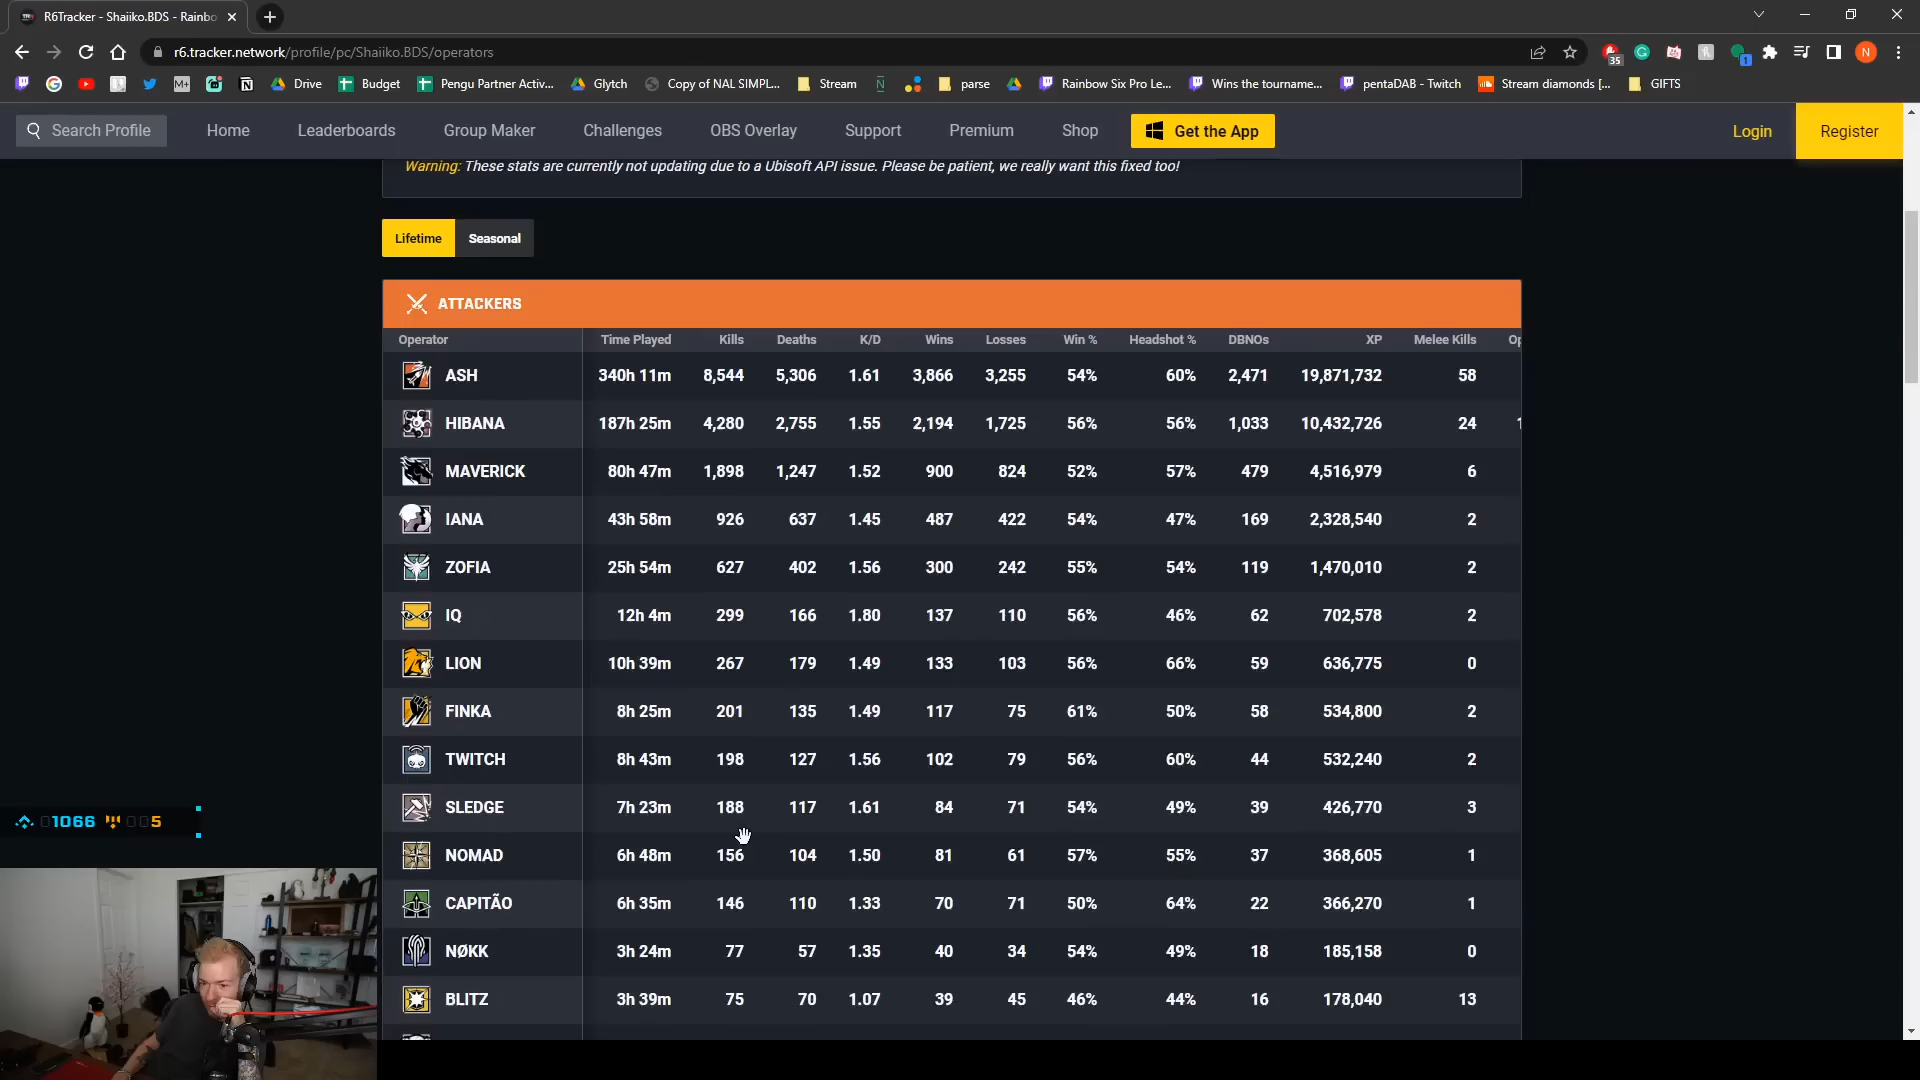 R6Tracker - Shaiiko.BDS - Rainbo
r6.tracker.network/profile/pc/Shaiiko.BDS/operators
35
1
N
M+
Drive
Budget
Pengu Partner Activ...
Glytch
Copy of NAL SIMPL...
Stream
parse
Rainbow Six Pro Le...
Wins the tourname...
pentaDAB - Twitch
Stream diamonds [...
GIFTS
Search Profile
Home
Leaderboards
Group Maker
Challenges
OBS Overlay
Support
Premium
Shop
Get the App
Login
Register
Warning: These stats are currently not updating due to a Ubisoft API issue. Please be patient, we really want this fixed too!
Lifetime Seasonal
ATTACKERS
Operator Time Played Kills Deaths K/D Wins Losses Win % Headshot % DBNOs XP Melee Kills Op
ASH 340h 11m 8,544 5,306 1.61 3,866 3,255 54% 60% 2,471 19,871,732 58
HIBANA 187h 25m 4,280 2,755 1.55 2,194 1,725 56% 56% 1,033 10,432,726 24 1
MAVERICK 80h 47m 1,898 1,247 1.52 900 824 52% 57% 479 4,516,979 6
IANA 43h 58m 926 637 1.45 487 422 54% 47% 169 2,328,540 2
ZOFIA 25h 54m 627 402 1.56 300 242 55% 54% 119 1,470,010 2
IQ 12h 4m 299 166 1.80 137 110 56% 46% 62 702,578 2
LION 10h 39m 267 179 1.49 133 103 56% 66% 59 636,775 0
FINKA 8h 25m 201 135 1.49 117 75 61% 50% 58 534,800 2
TWITCH 8h 43m 198 127 1.56 102 79 56% 60% 44 532,240 2
SLEDGE 7h 23m 188 117 1.61 84 71 54% 49% 39 426,770 3
01066 005
NOMAD 6h 48m 156 104 1.50 81 61 57% 55% 37 368,605 1
CAPITÃO 6h 35m 146 110 1.33 70 71 50% 64% 22 366,270 1
NØKK 3h 24m 77 57 1.35 40 34 54% 49% 18 185,158 0
BLITZ 3h 39m 75 70 1.07 39 45 46% 44% 16 178,040 13